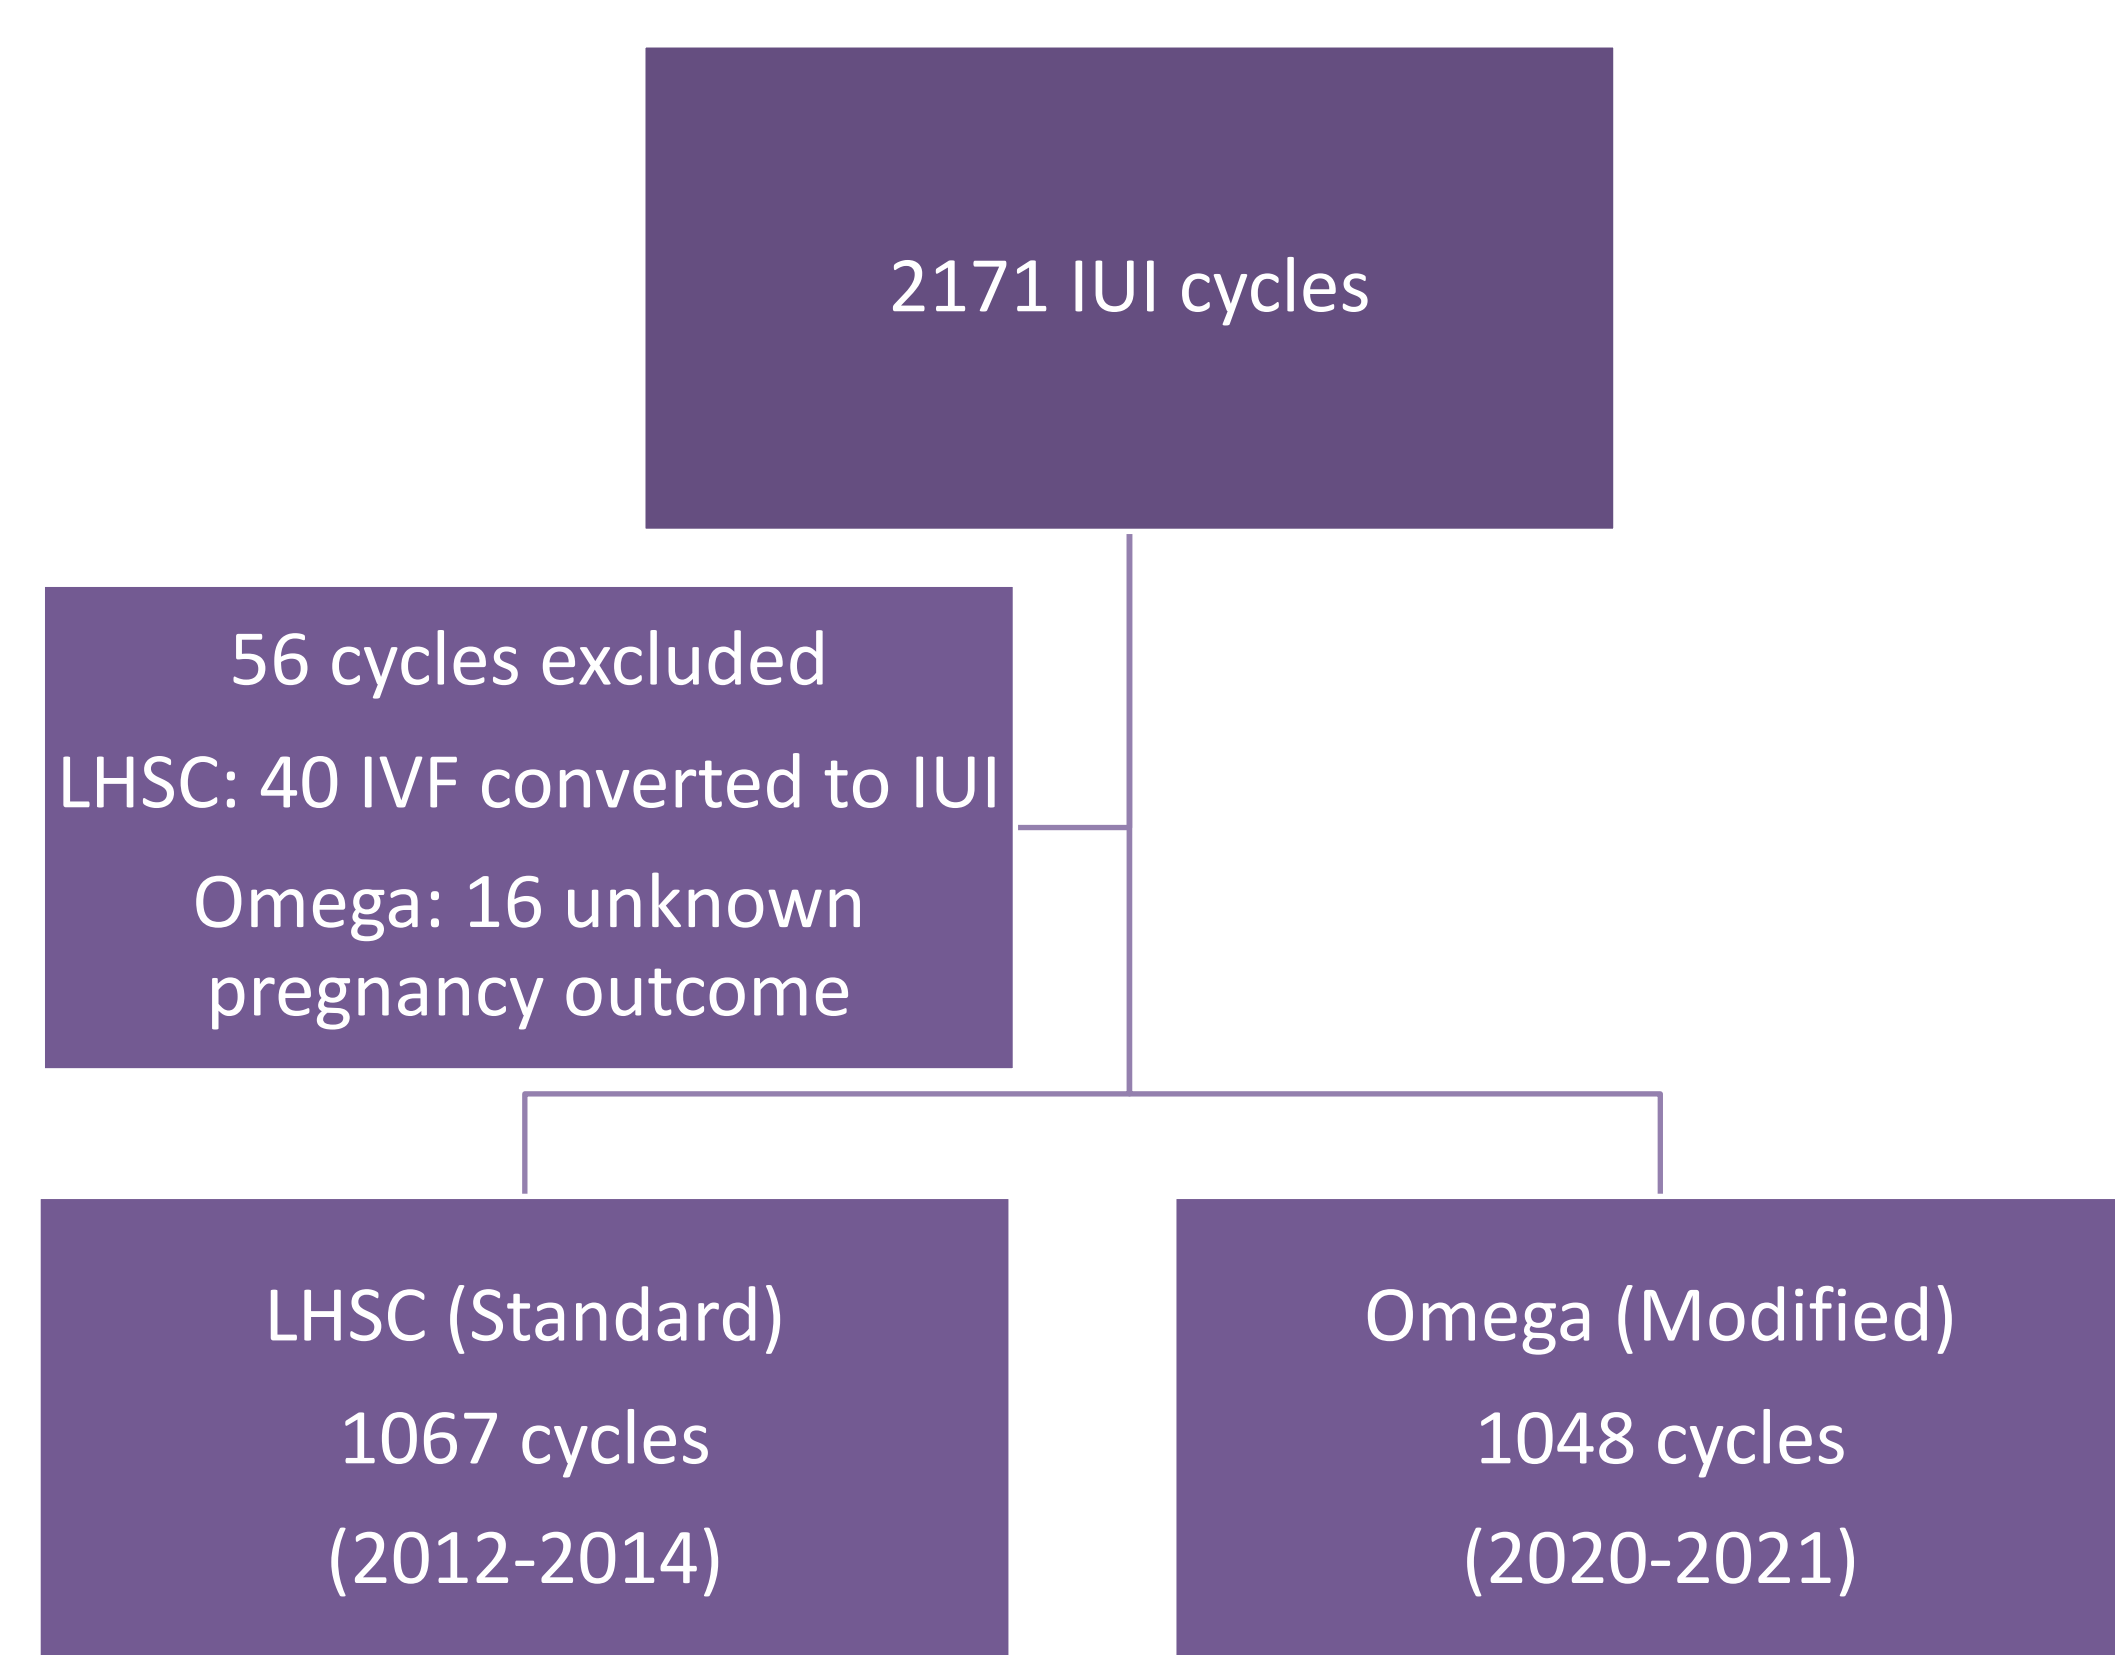 2171 IUI cycles
56 cycles excluded
LHSC: 40 IVF converted to IUI
Omega: 16 unknown
pregnancy outcome
LHSC (Standard)
1067 cycles
(2012-2014)
Omega (Modified)
1048 cycles
(2020-2021)